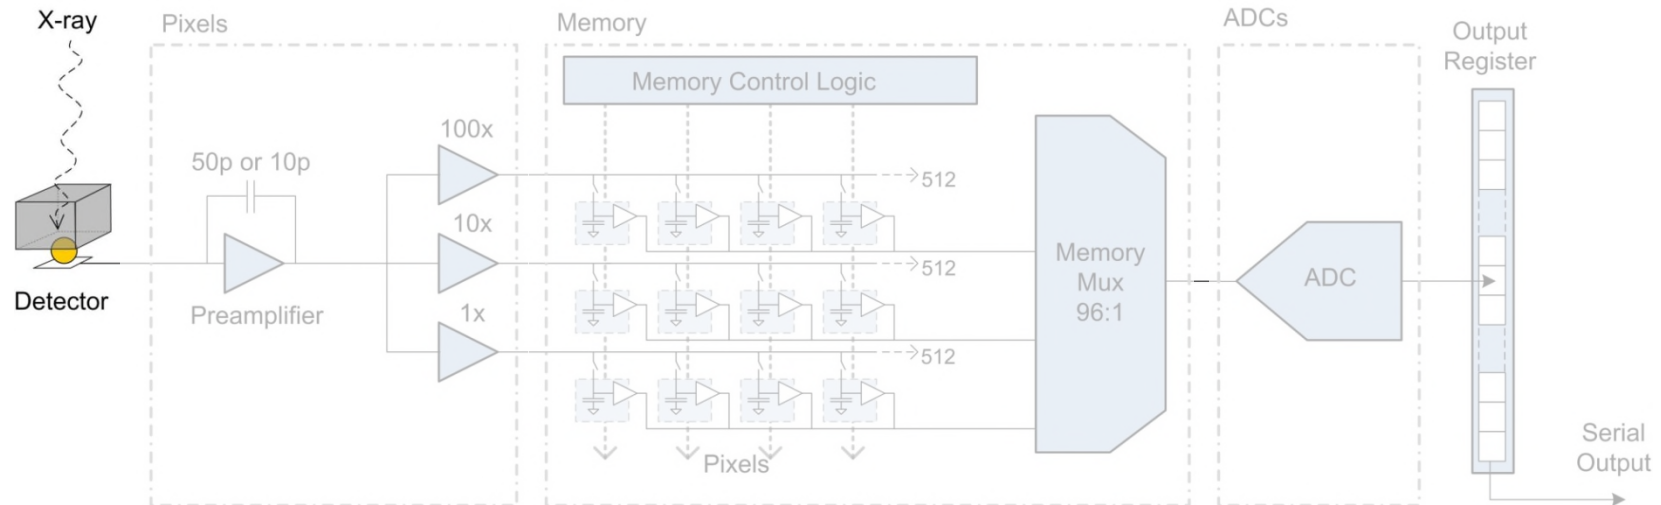 X-ray
Pixels
Memory
ADCs
Output
Register
Memory Control Logic
100x
50p or 10p
512
10x
Memory
Mux
96:1
512
ADC
Detector
Preamplifier
1x
512
Pixels
Serial
Output